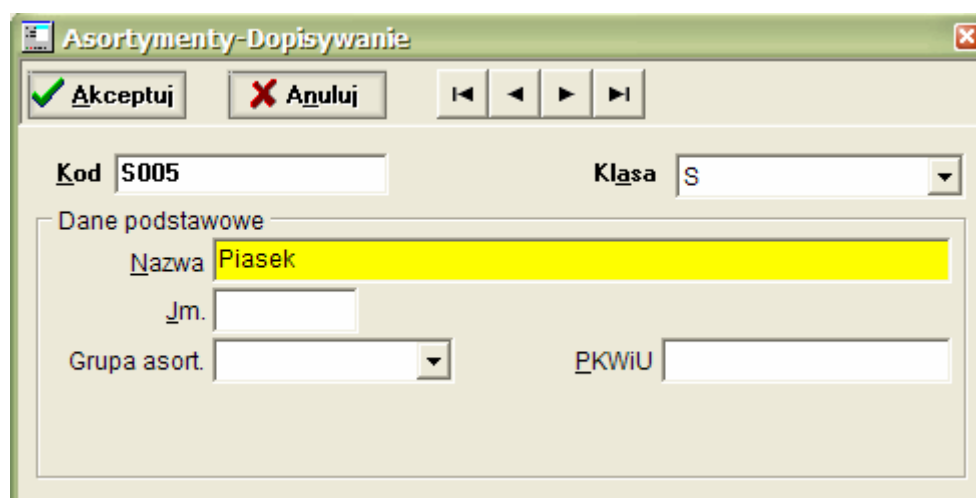 Asortymenty-Dopisywanie
Akceptuj Anuluj
Kod S005 Klasa S
Dane podstawowe
Nazwa Piasek
Jm.
Grupa asort. PKWiU